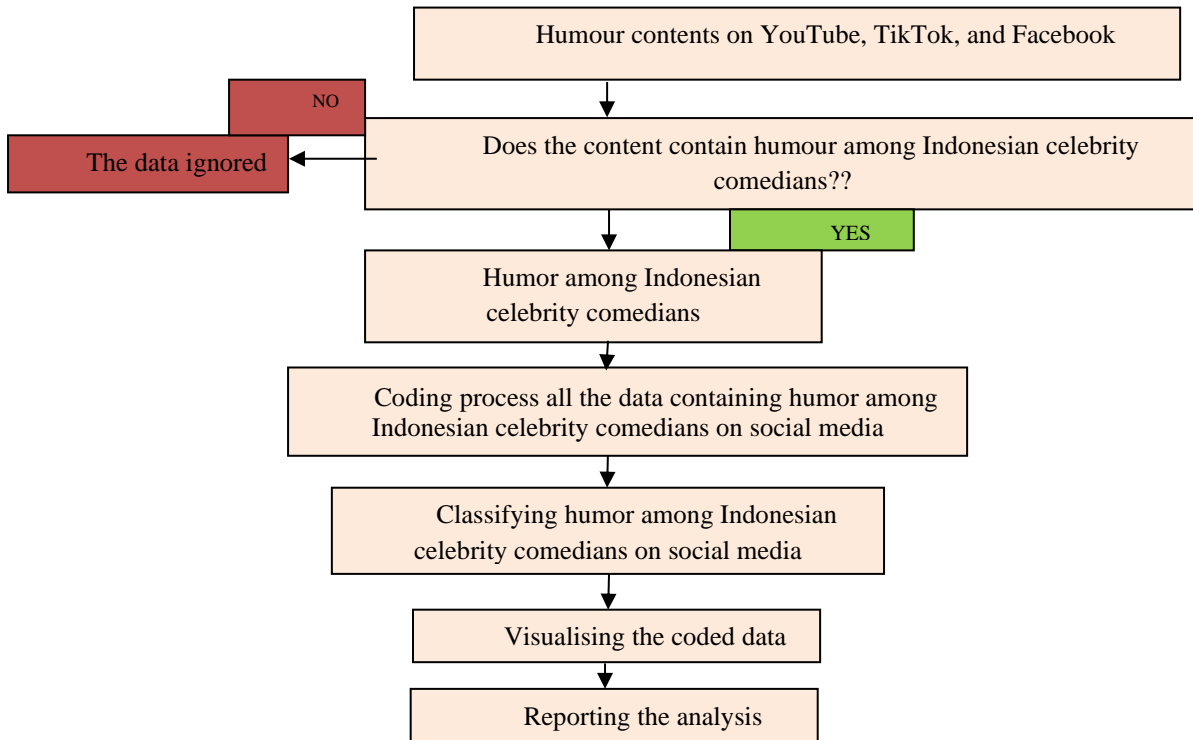 Humour contents on YouTube, TikTok, and Facebook
NO
Does the content contain humour among Indonesian celebrity
comedians??
The data ignored
YES
Humor among Indonesian
celebrity comedians
Coding process all the data containing humor among
Indonesian celebrity comedians on social media
Classifying humor among Indonesian
celebrity comedians on social media
Visualising the coded data
Reporting the analysis